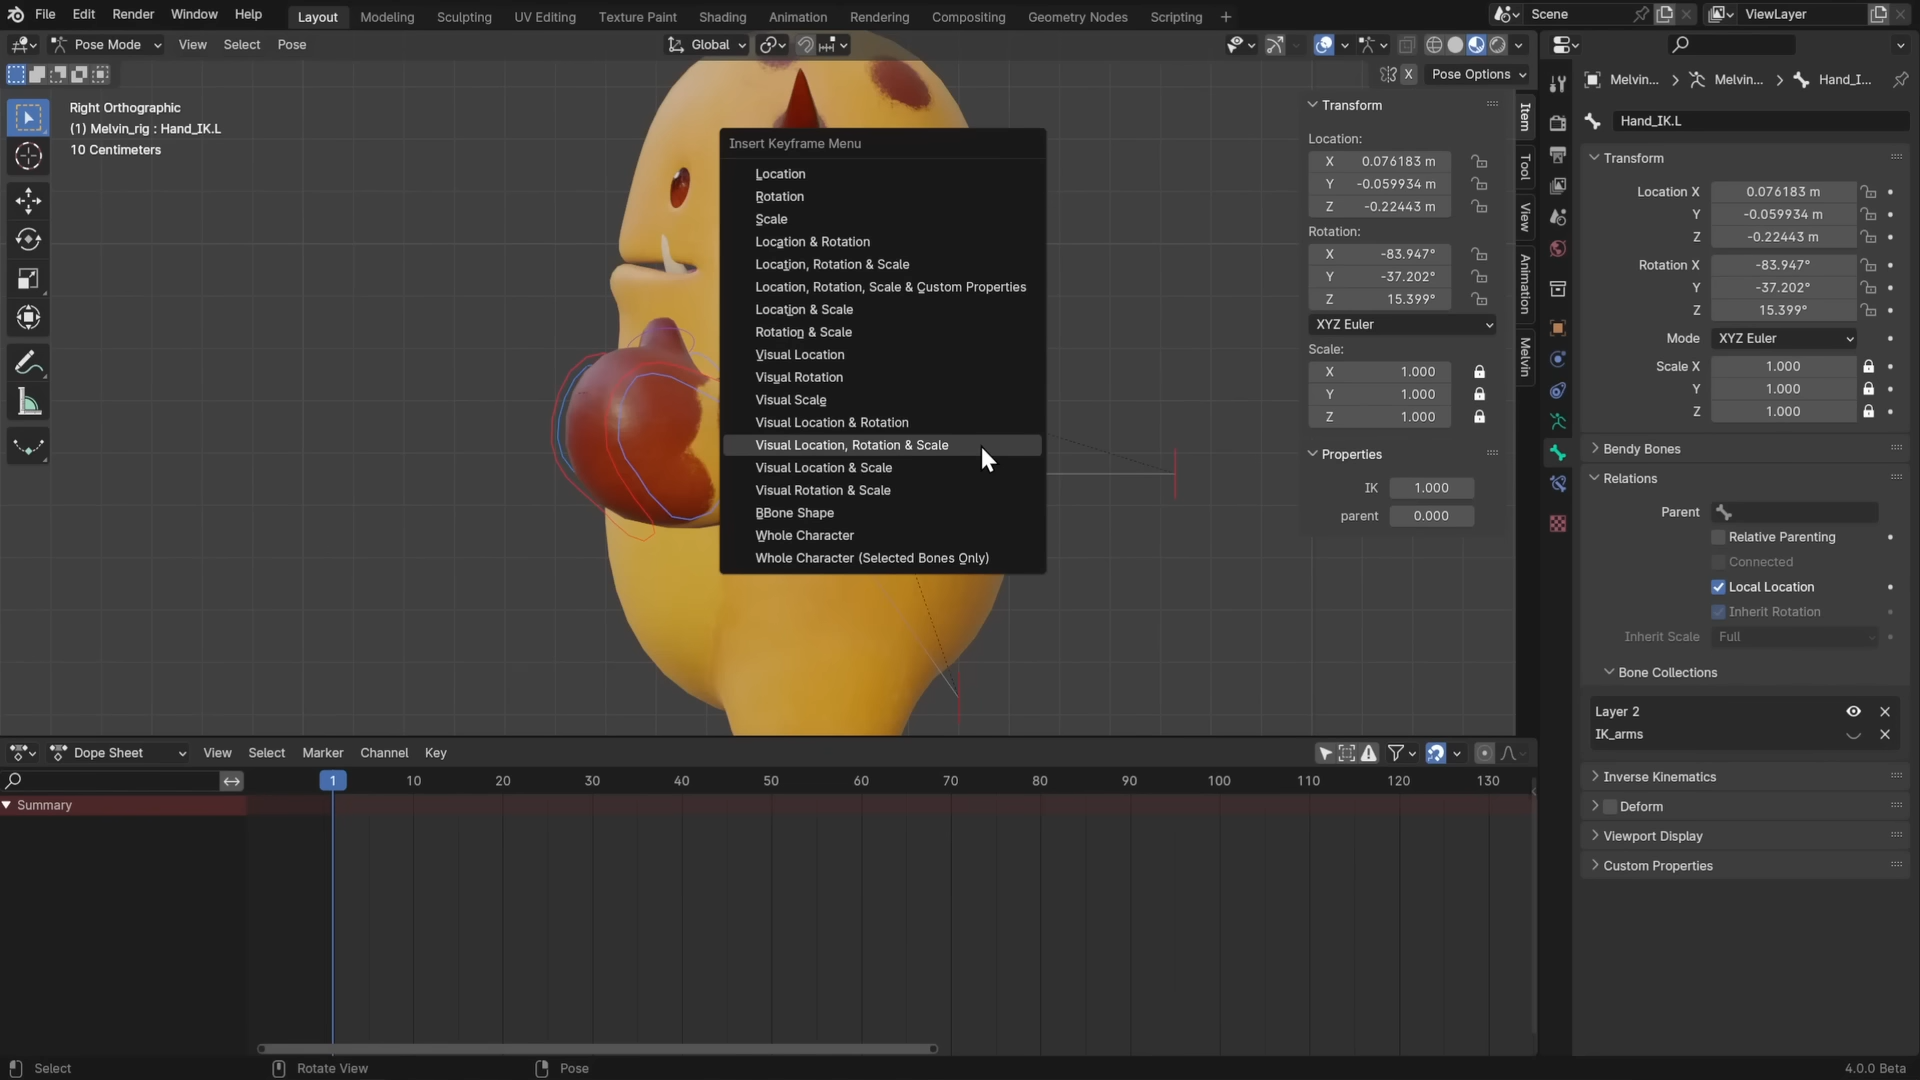 File Edit Render Window Help Layout Modeling Sculpting UV Editing Texture Paint Shading Animation Rendering Compositing Geometry Nodes Scripting + Scene ViewLayer
Pose Mode View Select Pose Global
X Pose Options
Right Orthographic
(1) Melvin_rig : Hand_IK.L
10 Centimeters
Insert Keyframe Menu
Location
Rotation
Scale
Location & Rotation
Location, Rotation & Scale
Location, Rotation, Scale & Custom Properties
Location & Scale
Rotation & Scale
Visual Location
Visual Rotation
Visual Scale
Visual Location & Rotation
Visual Location, Rotation & Scale
Visual Location & Scale
Visual Rotation & Scale
BBone Shape
Whole Character
Whole Character (Selected Bones Only)
Transform
Location:
X 0.076183 m
Y -0.059934 m
Z -0.22443 m
Rotation:
X -83.947°
Y -37.202°
Z 15.399°
XYZ Euler
Scale:
X 1.000
Y 1.000
Z 1.000
Properties
IK 1.000
parent 0.000
Item
Tool
View
Animation
Melvin
Melvin... Melvin... Hand_I...
Hand_IK.L
Transform
Location X 0.076183 m
Y -0.059934 m
Z -0.22443 m
Rotation X -83.947°
Y -37.202°
Z 15.399°
Mode XYZ Euler
Scale X 1.000
Y 1.000
Z 1.000
Bendy Bones
Relations
Parent
Relative Parenting
Connected
Local Location
Inherit Rotation
Inherit Scale Full
Bone Collections
Layer 2
IK_arms
Inverse Kinematics
Deform
Viewport Display
Custom Properties
Dope Sheet View Select Marker Channel Key
1 10 20 30 40 50 60 70 80 90 100 110 120 130
Summary
Select Rotate View Pose 4.0.0 Beta